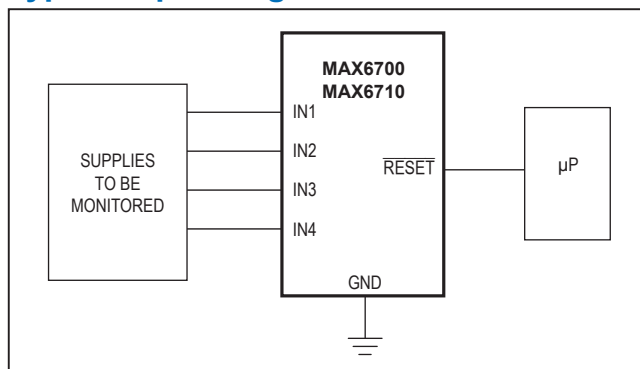 MAX6700
MAX6710
IN1
IN2
IN3
IN4
RESET
GND
SUPPLIES
TO BE
MONITORED
µP